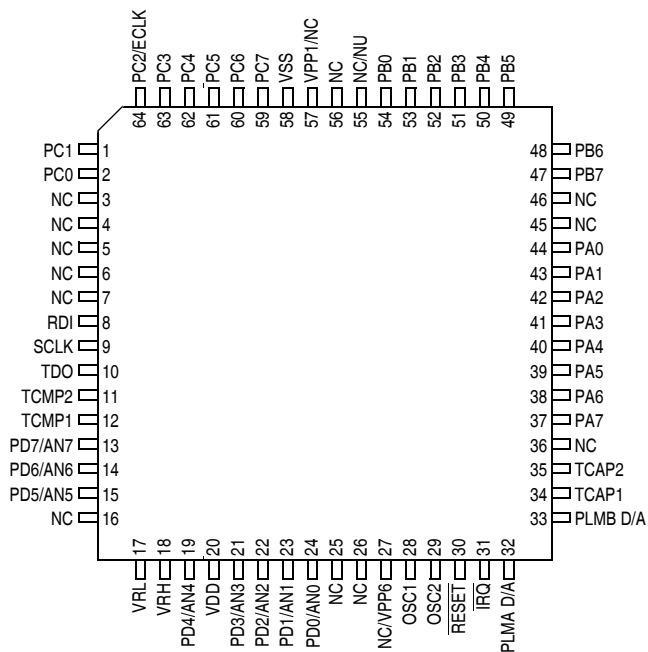 PC2/ECLK
PC3
PC4
PC5
PC6
PC7
VSS
VPP1/NC
NC
NC/NU
PB0
PB1
PB2
PB3
PB4
PB5
64
63
62
61
60
59
58
57
56
55
54
53
52
51
50
49
PC1 1
PC0 2
NC 3
NC 4
NC 5
NC 6
NC 7
RDI 8
SCLK 9
TDO 10
TCMP2 11
TCMP1 12
PD7/AN7 13
PD6/AN6 14
PD5/AN5 15
NC 16
48 PB6
47 PB7
46 NC
45 NC
44 PA0
43 PA1
42 PA2
41 PA3
40 PA4
39 PA5
38 PA6
37 PA7
36 NC
35 TCAP2
34 TCAP1
33 PLMB D/A
17
18
19
20
21
22
23
24
25
26
27
28
29
30
31
32
VRL
VRH
PD4/AN4
VDD
PD3/AN3
PD2/AN2
PD1/AN1
PD0/AN0
NC
NC
NC/VPP6
OSC1
OSC2
RESET
IRQ
PLMA D/A